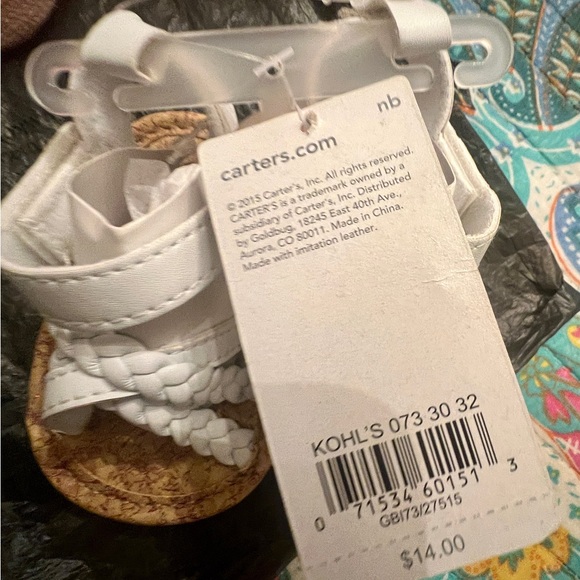 nb
carters.com
© 2015 Carter's, Inc. All rights reserved.
CARTER'S is a trademark owned by a
subsidiary of Carter's, Inc. Distributed
by Goldbug, 18245 East 40th Ave.,
Aurora, CO 80011. Made in China.
Made with imitation leather.
KOHL'S 073 30 32
0 71534 60151 3
GBI73/27515
$14.00